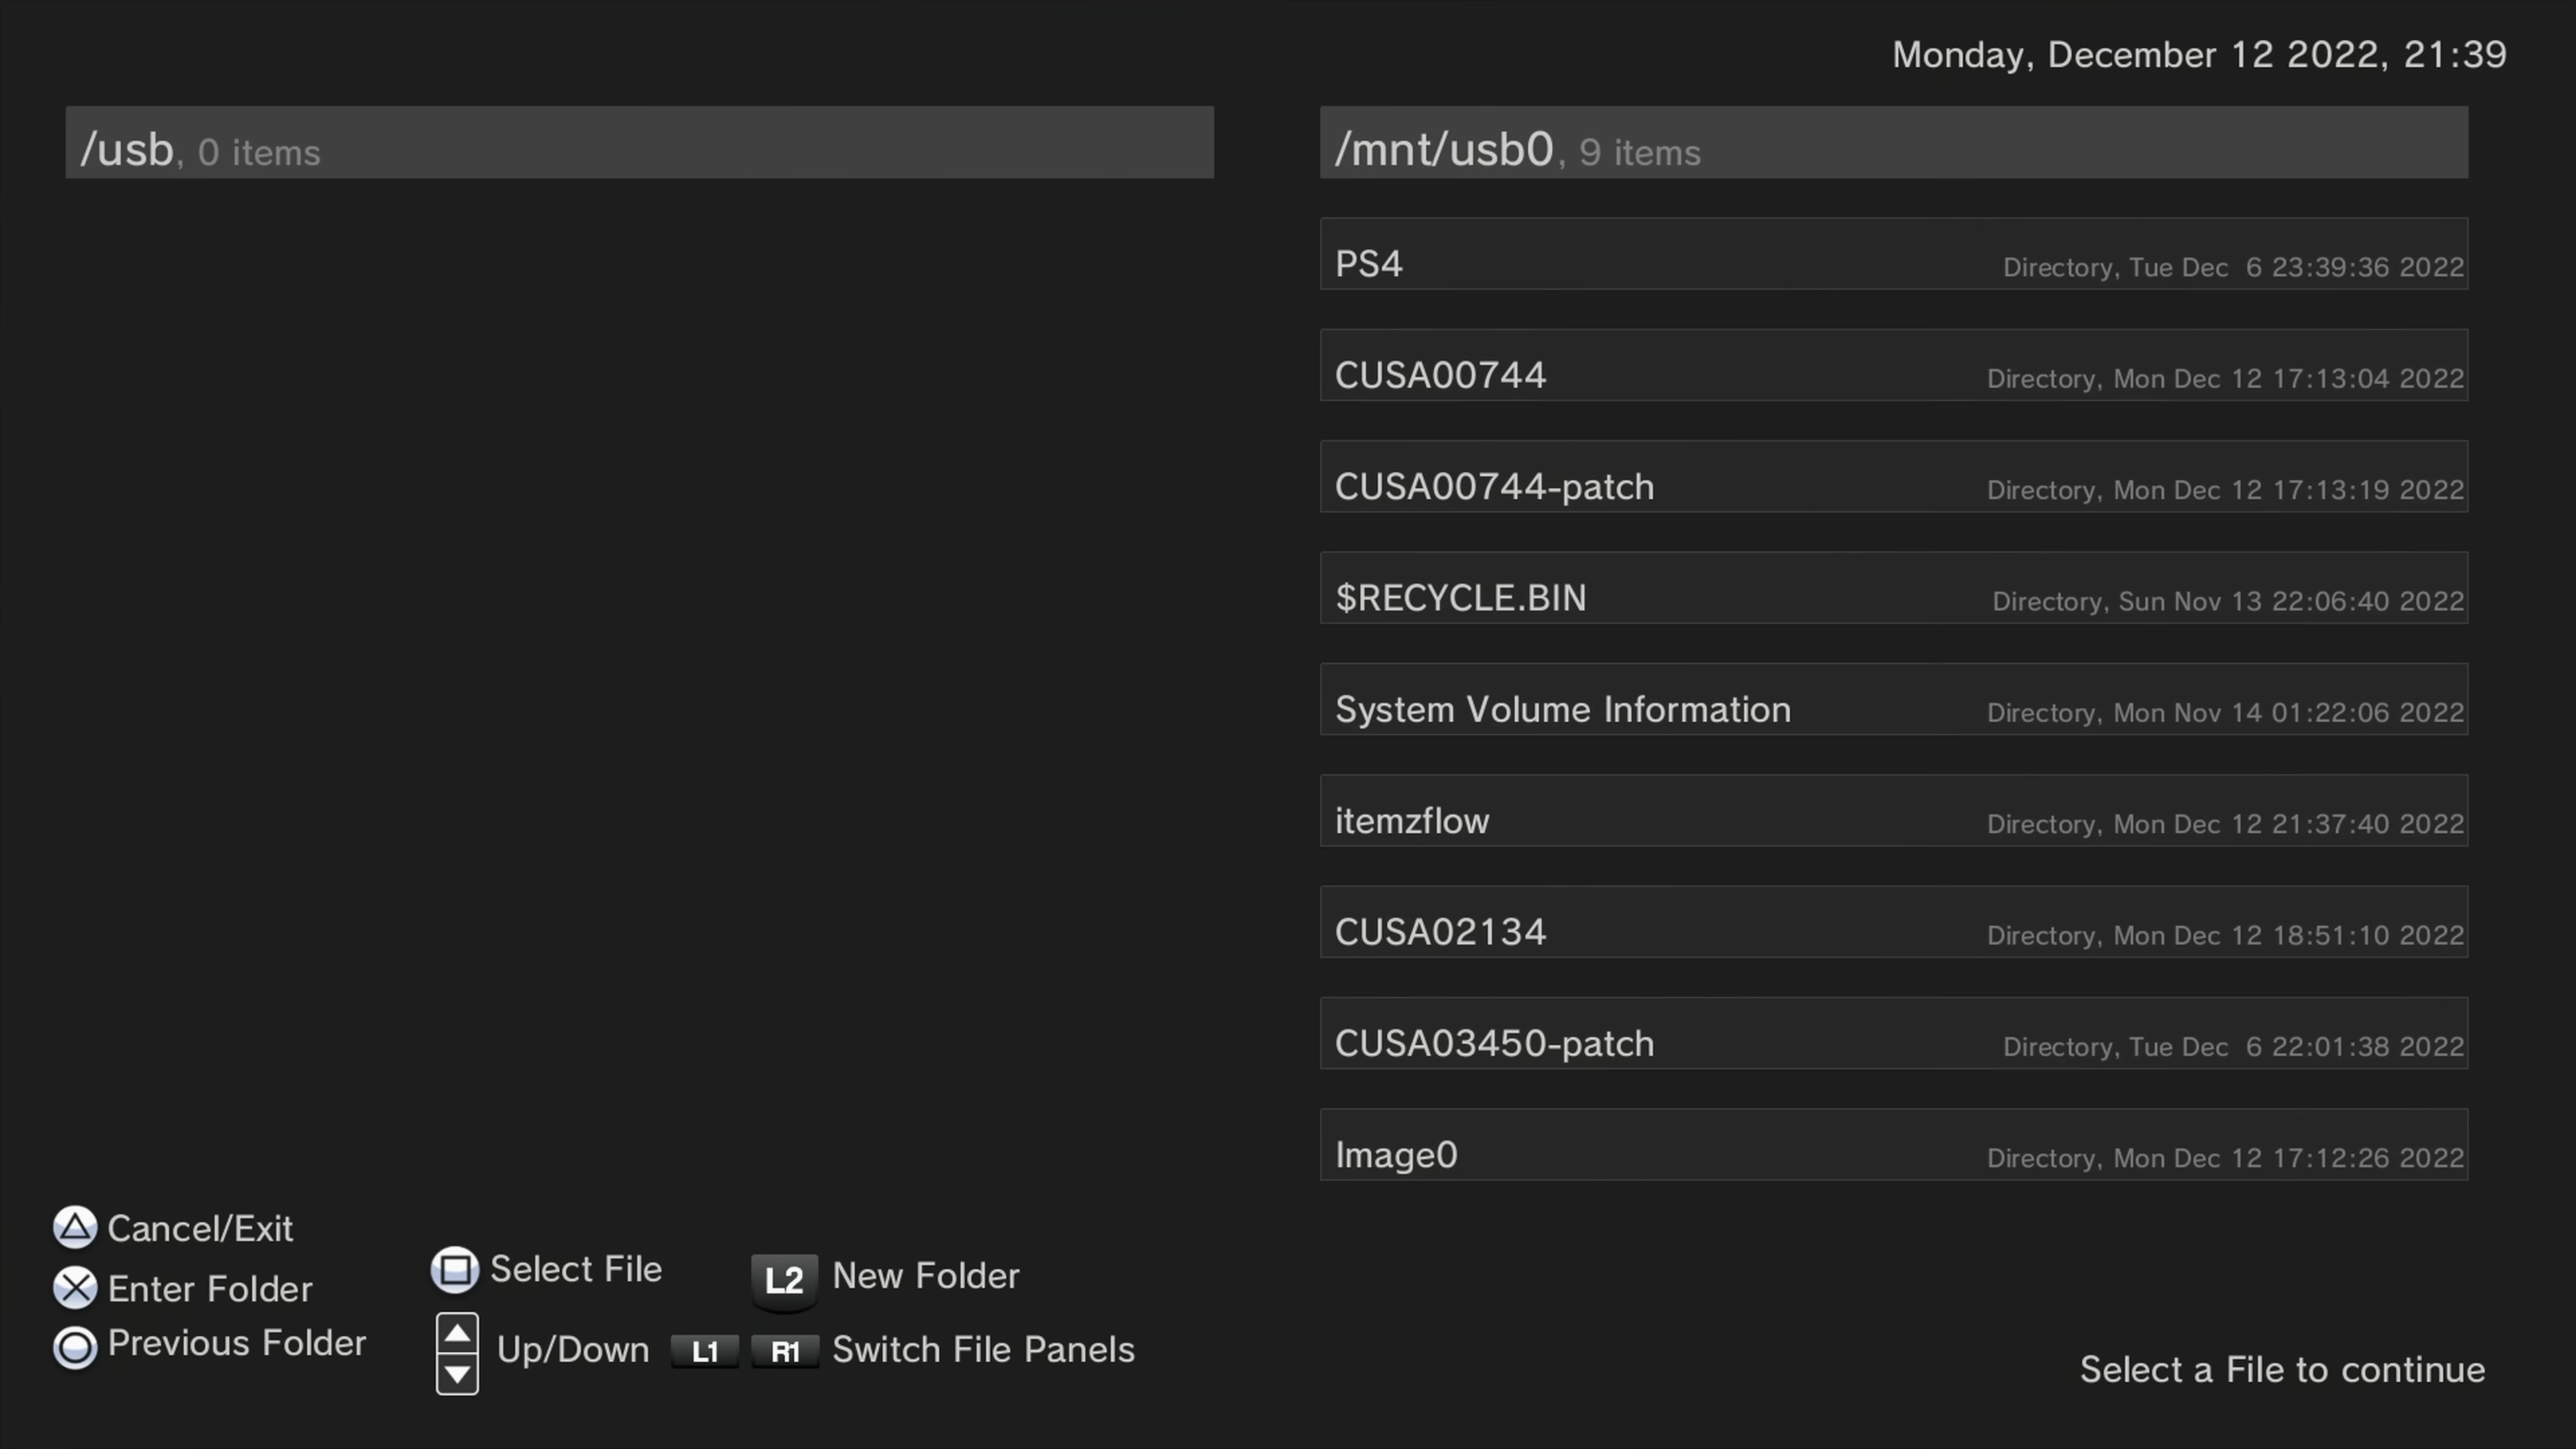 Monday, December 12 2022, 21:39
/usb, 0 items
/mnt/usb0, 9 items
PS4 Directory, Tue Dec  6 23:39:36 2022
CUSA00744 Directory, Mon Dec 12 17:13:04 2022
CUSA00744-patch Directory, Mon Dec 12 17:13:19 2022
$RECYCLE.BIN Directory, Sun Nov 13 22:06:40 2022
System Volume Information Directory, Mon Nov 14 01:22:06 2022
itemzflow Directory, Mon Dec 12 21:37:40 2022
CUSA02134 Directory, Mon Dec 12 18:51:10 2022
CUSA03450-patch Directory, Tue Dec  6 22:01:38 2022
Image0 Directory, Mon Dec 12 17:12:26 2022
Cancel/Exit
Enter Folder
Previous Folder
Select File
Up/Down
L2 New Folder
L1 R1 Switch File Panels
Select a File to continue